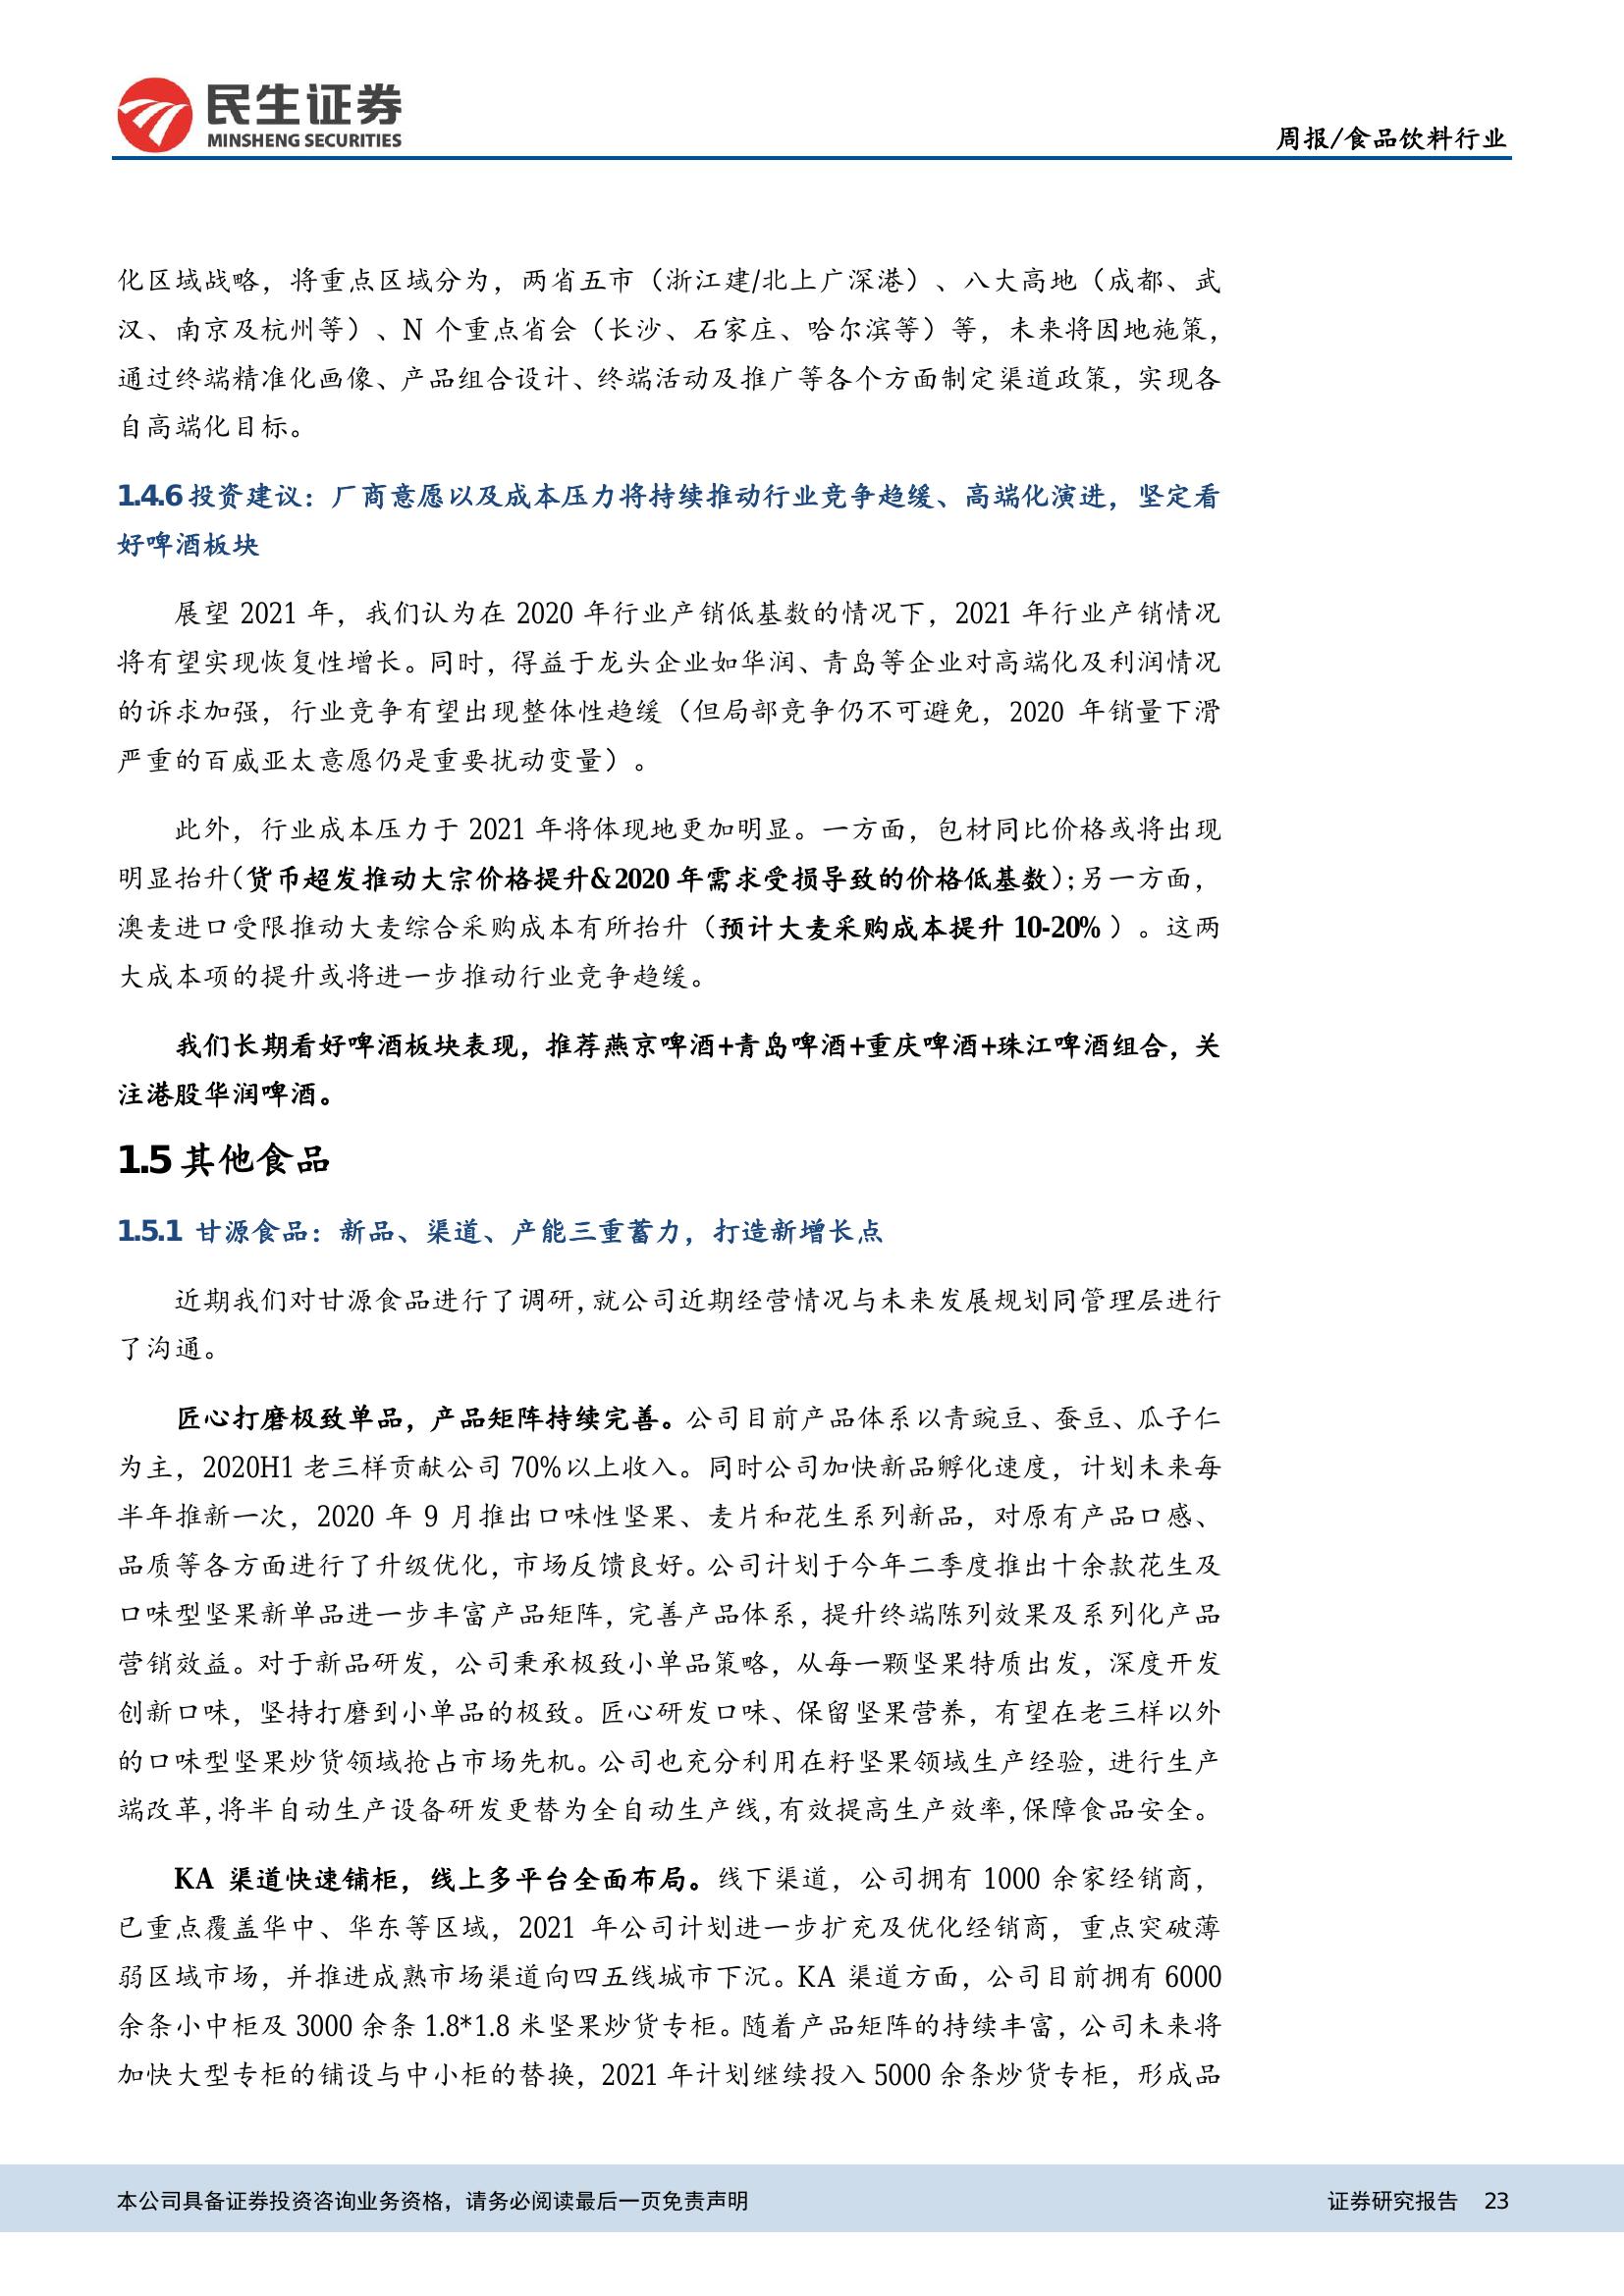 民生证券
MINSHENG SECURITIES
周报/食品饮料行业
化区域战略，将重点区域分为，两省五市（浙江建/北上广深港）、八大高地（成都、武
汉、南京及杭州等）、N 个重点省会（长沙、石家庄、哈尔滨等）等，未来将因地施策，
通过终端精准化画像、产品组合设计、终端活动及推广等各个方面制定渠道政策，实现各
自高端化目标。
1.4.6 投资建议：厂商意愿以及成本压力将持续推动行业竞争趋缓、高端化演进，坚定看
好啤酒板块
展望 2021 年，我们认为在 2020 年行业产销低基数的情况下，2021 年行业产销情况
将有望实现恢复性增长。同时，得益于龙头企业如华润、青岛等企业对高端化及利润情况
的诉求加强，行业竞争有望出现整体性趋缓（但局部竞争仍不可避免，2020 年销量下滑
严重的百威亚太意愿仍是重要扰动变量）。
此外，行业成本压力于 2021 年将体现地更加明显。一方面，包材同比价格或将出现
明显抬升（货币超发推动大宗价格提升&2020 年需求受损导致的价格低基数）；另一方面，
澳麦进口受限推动大麦综合采购成本有所抬升（预计大麦采购成本提升 10-20%）。这两
大成本项的提升或将进一步推动行业竞争趋缓。
我们长期看好啤酒板块表现，推荐燕京啤酒+青岛啤酒+重庆啤酒+珠江啤酒组合，关
注港股华润啤酒。
1.5 其他食品
1.5.1 甘源食品：新品、渠道、产能三重蓄力，打造新增长点
近期我们对甘源食品进行了调研，就公司近期经营情况与未来发展规划同管理层进行
了沟通。
匠心打磨极致单品，产品矩阵持续完善。公司目前产品体系以青豌豆、蚕豆、瓜子仁
为主，2020H1 老三样贡献公司 70%以上收入。同时公司加快新品孵化速度，计划未来每
半年推新一次，2020 年 9 月推出口味性坚果、麦片和花生系列新品，对原有产品口感、
品质等各方面进行了升级优化，市场反馈良好。公司计划于今年二季度推出十余款花生及
口味型坚果新单品进一步丰富产品矩阵，完善产品体系，提升终端陈列效果及系列化产品
营销效益。对于新品研发，公司秉承极致小单品策略，从每一颗坚果特质出发，深度开发
创新口味，坚持打磨到小单品的极致。匠心研发口味、保留坚果营养，有望在老三样以外
的口味型坚果炒货领域抢占市场先机。公司也充分利用在籽坚果领域生产经验，进行生产
端改革，将半自动生产设备研发更替为全自动生产线，有效提高生产效率，保障食品安全。
KA 渠道快速铺柜，线上多平台全面布局。线下渠道，公司拥有 1000 余家经销商，
已重点覆盖华中、华东等区域，2021 年公司计划进一步扩充及优化经销商，重点突破薄
弱区域市场，并推进成熟市场渠道向四五线城市下沉。KA 渠道方面，公司目前拥有 6000
余条小中柜及 3000 余条 1.8*1.8 米坚果炒货专柜。随着产品矩阵的持续丰富，公司未来将
加快大型专柜的铺设与中小柜的替换，2021 年计划继续投入 5000 余条炒货专柜，形成品
本公司具备证券投资咨询业务资格，请务必阅读最后一页免责声明
证券研究报告 23